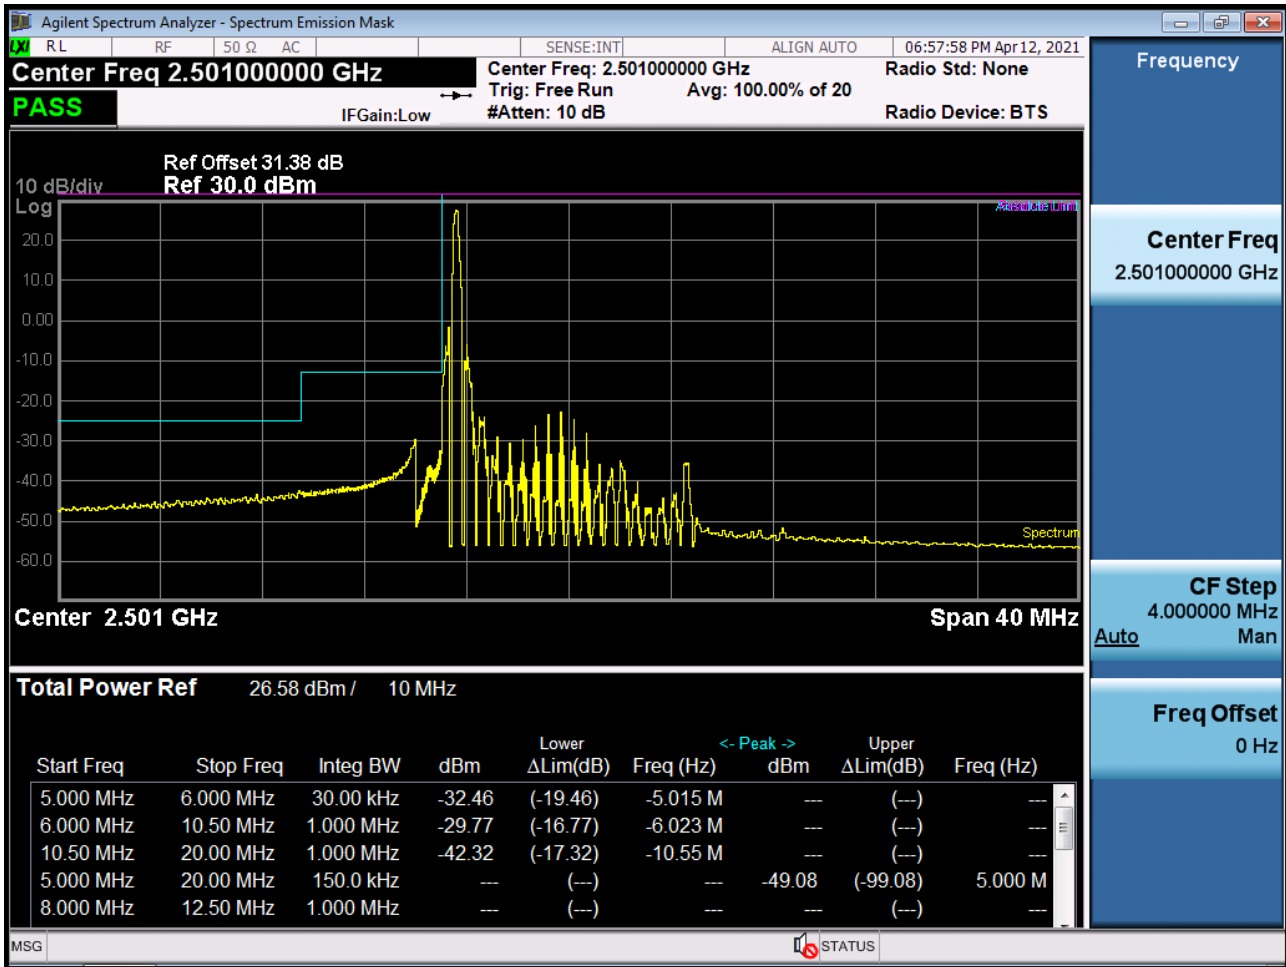 Agilent Spectrum Analyzer - Spectrum Emission Mask
LXI RL RF 50 Ω AC SENSE:INT ALIGN AUTO 06:57:58 PM Apr 12, 2021
Center Freq 2.501000000 GHz
Center Freq: 2.501000000 GHz
Radio Std: None
Trig: Free Run Avg: 100.00% of 20
PASS
IFGain:Low
#Atten: 10 dB
Radio Device: BTS
Ref Offset 31.38 dB
10 dB/div Ref 30.0 dBm
Log
Absolute Limit
20.0
10.0
0.00
-10.0
-20.0
-30.0
-40.0
-50.0
-60.0
Spectrum
Center 2.501 GHz
Span 40 MHz
Total Power Ref 26.58 dBm / 10 MHz
Lower <- Peak -> Upper
Start Freq Stop Freq Integ BW dBm ΔLim(dB) Freq (Hz) dBm ΔLim(dB) Freq (Hz)
5.000 MHz 6.000 MHz 30.00 kHz -32.46 (-19.46) -5.015 M --- (---) ---
6.000 MHz 10.50 MHz 1.000 MHz -29.77 (-16.77) -6.023 M --- (---) ---
10.50 MHz 20.00 MHz 1.000 MHz -42.32 (-17.32) -10.55 M --- (---) ---
5.000 MHz 20.00 MHz 150.0 kHz --- (---) --- -49.08 (-99.08) 5.000 M
8.000 MHz 12.50 MHz 1.000 MHz --- (---) --- --- (---) ---
MSG
STATUS
Frequency
Center Freq
2.501000000 GHz
CF Step
4.000000 MHz
Auto Man
Freq Offset
0 Hz